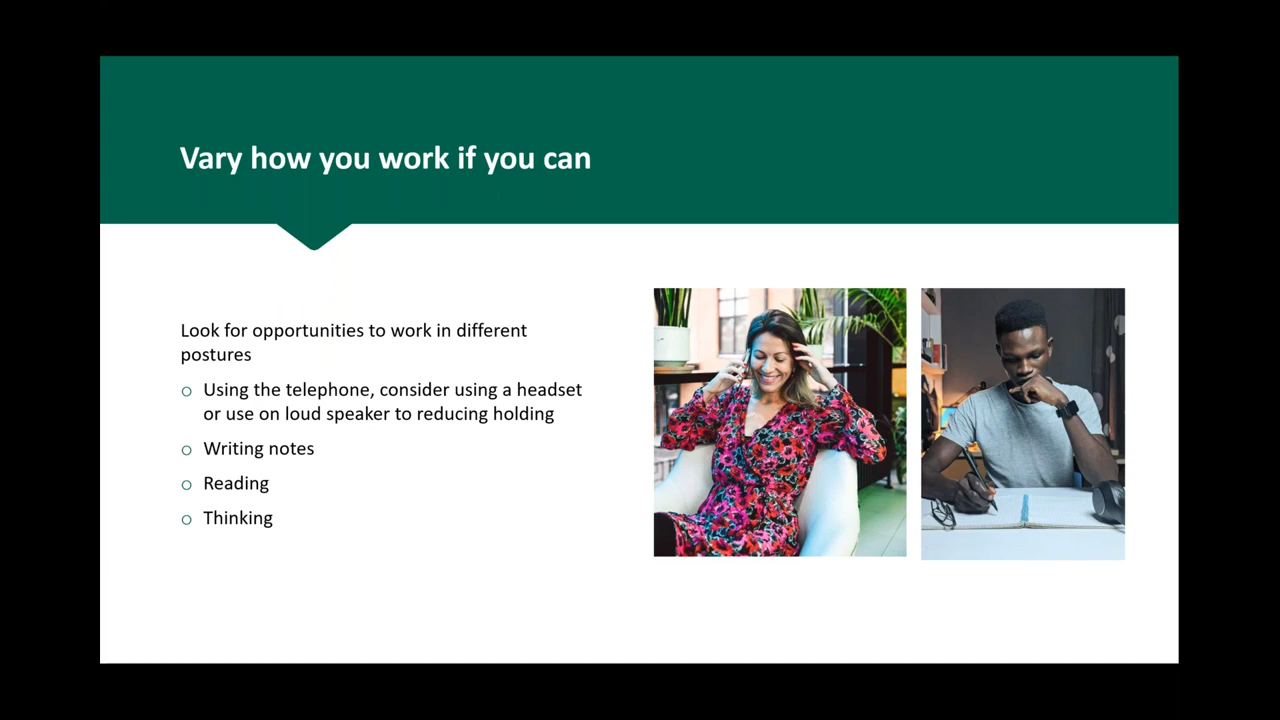 Vary how you work if you can
Look for opportunities to work in different
postures
o Using the telephone, consider using a headset
or use on loud speaker to reducing holding
o Writing notes
o Reading
o Thinking